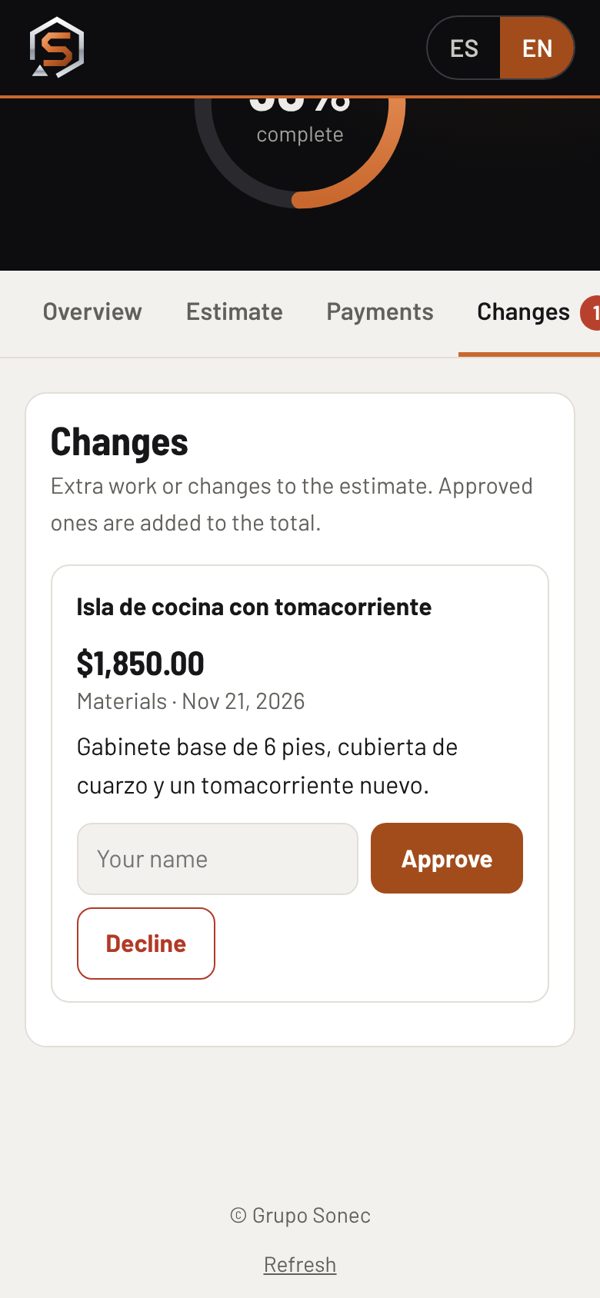 ES EN
complete
Overview Estimate Payments Changes 1
Changes
Extra work or changes to the estimate. Approved
ones are added to the total.
Isla de cocina con tomacorriente
$1,850.00
Materials · Nov 21, 2026
Gabinete base de 6 pies, cubierta de
cuarzo y un tomacorriente nuevo.
Your name Approve
Decline
© Grupo Sonec
Refresh